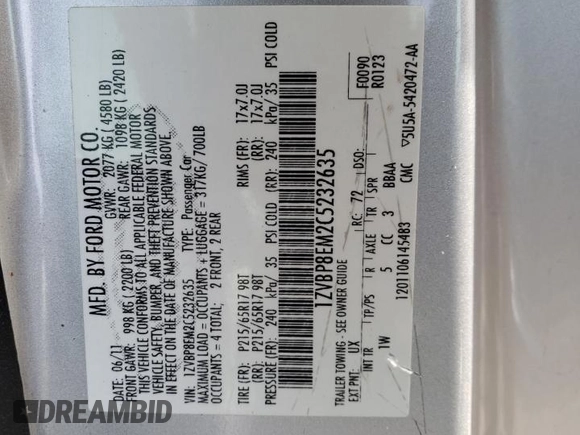 MFD. BY FORD MOTOR CO.
DATE: 06/11 GVWR: 2077 KG ( 4580 LB)
FRONT GAWR: 998 KG ( 2200 LB) REAR GAWR: 1098 KG ( 2420 LB)
THIS VEHICLE CONFORMS TO ALL APPLICABLE FEDERAL MOTOR
VEHICLE SAFETY, BUMPER, AND THEFT PREVENTION STANDARDS
IN EFFECT ON THE DATE OF MANUFACTURE SHOWN ABOVE.
VIN: 1ZVBP8EM2C5232635 TYPE: Passenger Car
MAXIMUM LOAD = OCCUPANTS + LUGGAGE = 317KG / 700LB
OCCUPANTS = 4 TOTAL; 2 FRONT, 2 REAR
TIRE (FR): P215/65R17 98T RIMS (FR): 17x7.0J
(RR): P215/65R17 98T (RR): 17x7.0J
PRESSURE (FR): 240 kPa/ 35 PSI COLD (RR): 240 kPa/ 35 PSI COLD
1ZVBP8EM2C5232635
TRAILER TOWING - SEE OWNER GUIDE
F0090
R0123
EXT PNT: UX RC: 72 DSO:
INT TR TP/PS R AXLE TR SPR
1W 5 CC 3 BBAA
12011061454B3 CMC ▽5U5A-5420472-AA
DREAMBID